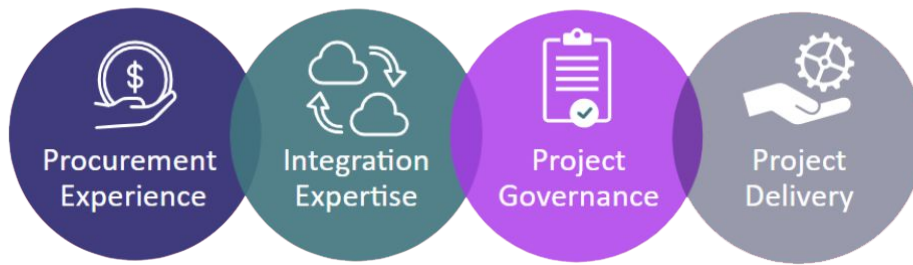 $
Procurement
Experience
Integration
Expertise
Project
Governance
Project
Delivery